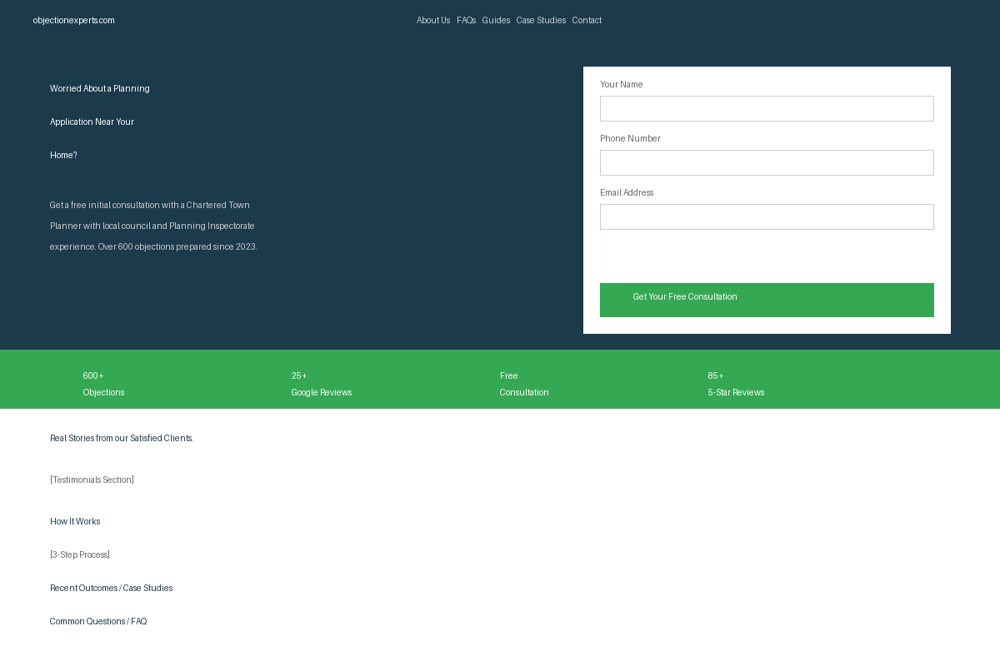 objectionexperts.com
About Us FAQs Guides Case Studies Contact
Worried About a Planning
Application Near Your
Home?
Get a free initial consultation with a Chartered Town
Planner with local council and Planning Inspectorate
experience. Over 600 objections prepared since 2023.
Your Name
Phone Number
Email Address
Get Your Free Consultation
600+
Objections
25+
Google Reviews
Free
Consultation
85+
5-Star Reviews
Real Stories from our Satisfied Clients.
[Testimonials Section]
How It Works
[3-Step Process]
Recent Outcomes / Case Studies
Common Questions / FAQ